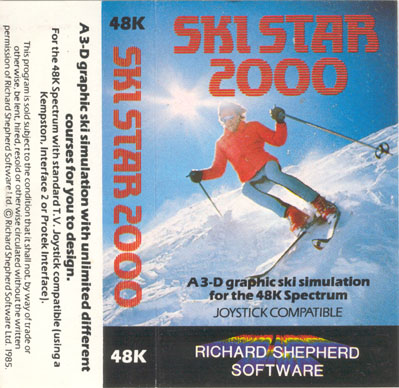 A 3-D graphic ski simulation with unlimited different
courses for you to design.
For the 48K Spectrum with standard T.V. Joystick compatible (using a
Kempston, Interface 2 or Protek Interface).
This program is sold subject to the condition that it shall not, by way of trade or
otherwise, be lent, hired, resold or otherwise circulated without the written
permission of Richard Shepherd Software Ltd. © Richard Shepherd Software Ltd. 1985.
48K
SKI STAR 2000
48K
SKI STAR
2000
A 3-D graphic ski simulation
for the 48K Spectrum
JOYSTICK COMPATIBLE
RICHARD SHEPHERD
SOFTWARE